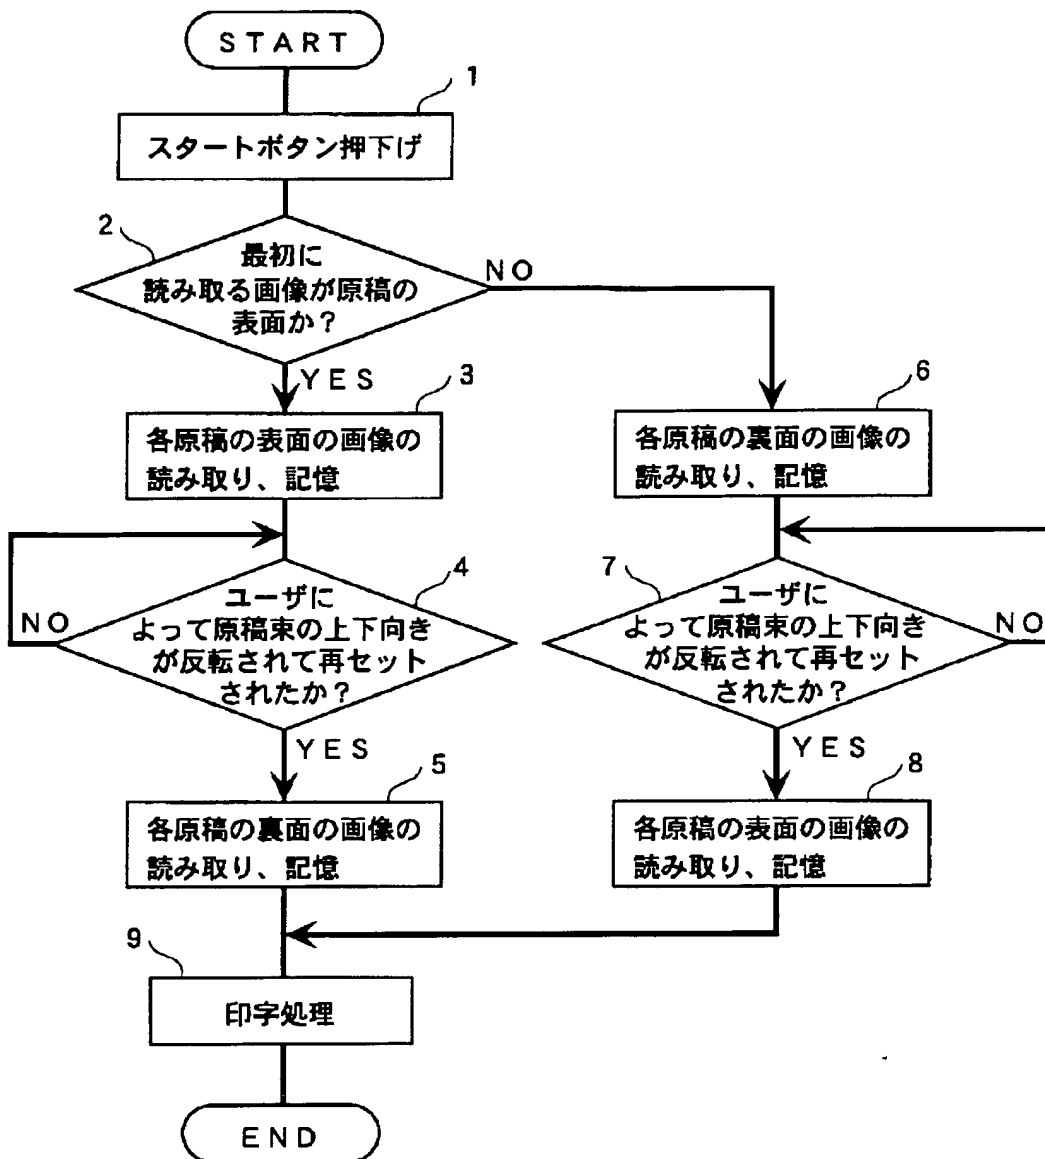 START
1
スタートボタン押下げ
2
最初に
読み取る画像が原稿の
表面か？
NO
YES
3
各原稿の表面の画像の
読み取り、記憶
6
各原稿の裏面の画像の
読み取り、記憶
4
ユーザに
よって原稿束の上下向き
が反転されて再セット
されたか？
NO
YES
7
ユーザに
よって原稿束の上下向き
が反転されて再セット
されたか？
NO
YES
5
各原稿の裏面の画像の
読み取り、記憶
8
各原稿の表面の画像の
読み取り、記憶
9
印字処理
END